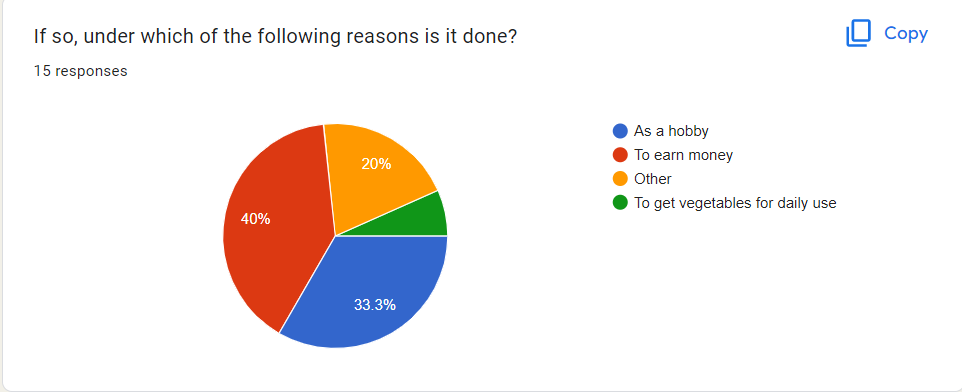 If so, under which of the following reasons is it done?
Copy
15 responses
As a hobby
To earn money
Other
To get vegetables for daily use
20%
40%
33.3%